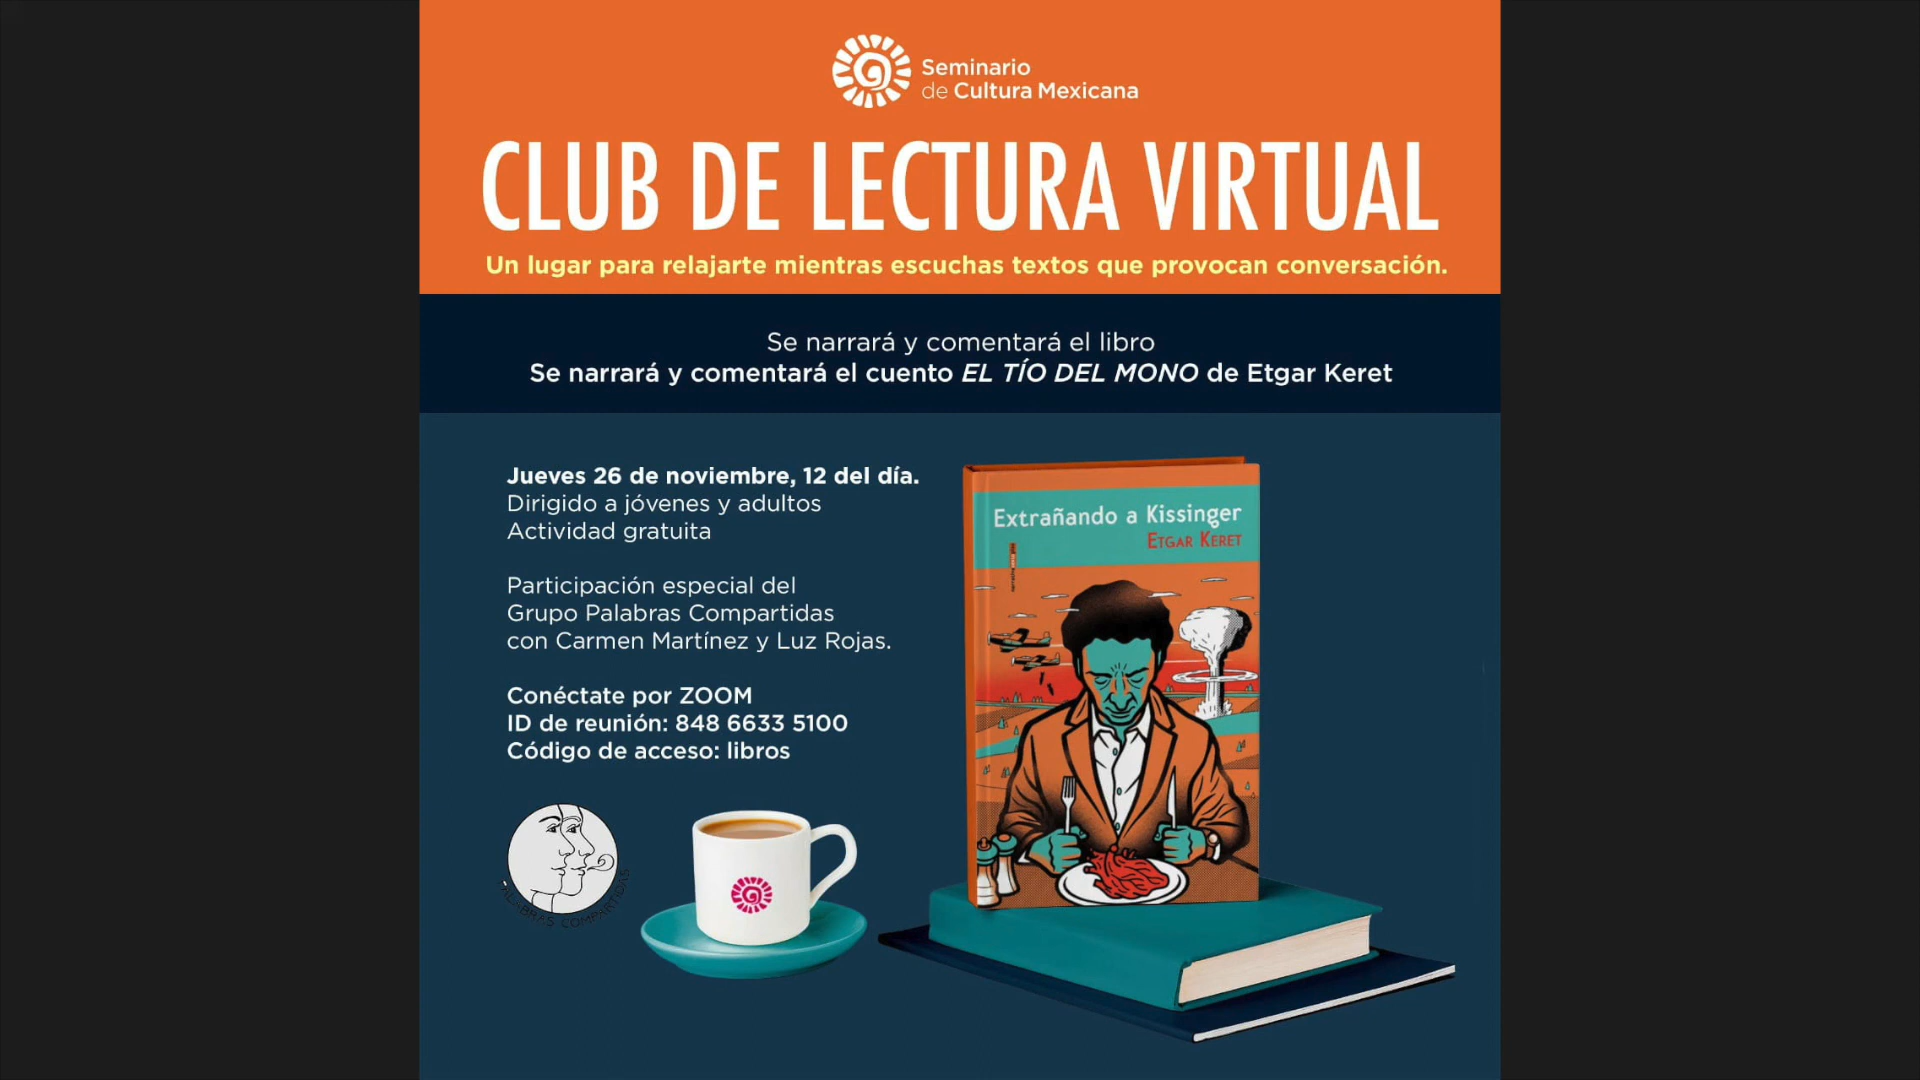 Seminario
de Cultura Mexicana
CLUB DE LECTURA VIRTUAL
Un lugar para relajarte mientras escuchas textos que provocan conversación.
Se narrará y comentará el libro
Se narrará y comentará el cuento EL TÍO DEL MONO de Etgar Keret
Jueves 26 de noviembre, 12 del día.
Dirigido a jóvenes y adultos
Actividad gratuita
Participación especial del
Grupo Palabras Compartidas
con Carmen Martínez y Luz Rojas.
Conéctate por ZOOM
ID de reunión: 848 6633 5100
Código de acceso: libros
PALABRAS COMPARTIDAS
Extrañando a Kissinger
ETGAR KERET